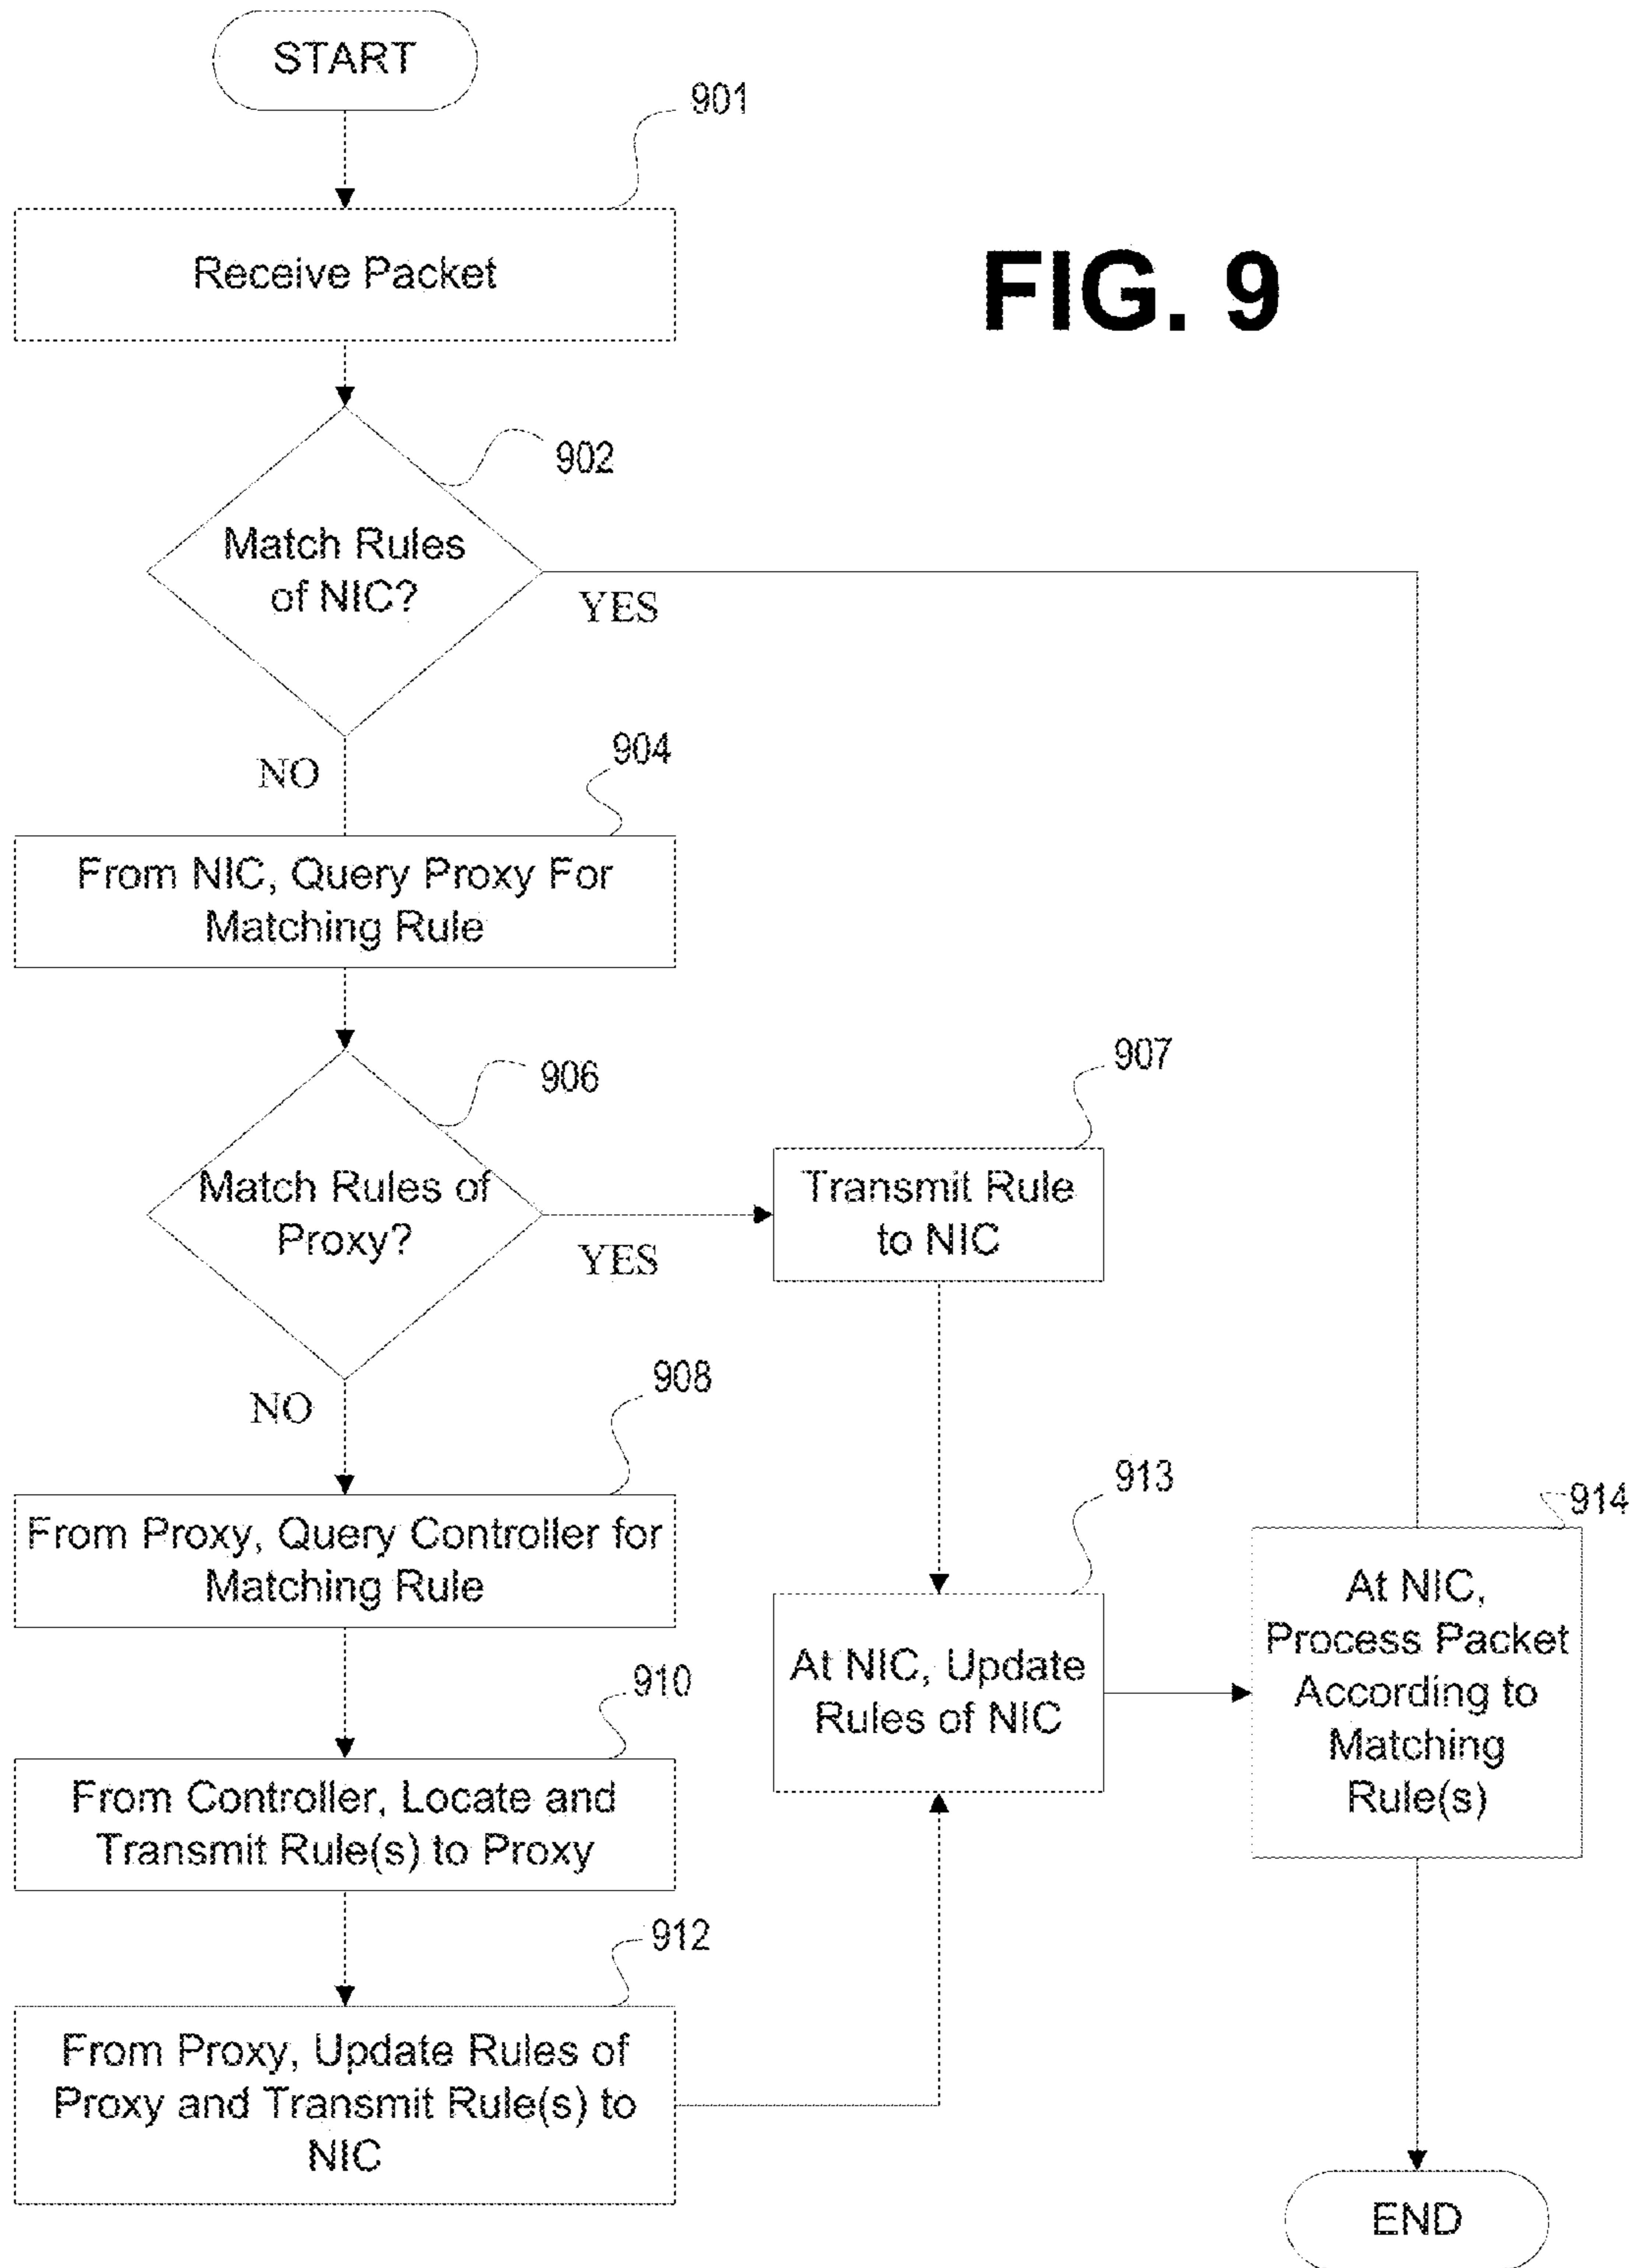 START
901
Receive Packet
FIG. 9
902
Match Rules
of NIC?
YES
NO
904
From NIC, Query Proxy For
Matching Rule
906
Match Rules of
Proxy?
YES
NO
907
Transmit Rule
to NIC
908
From Proxy, Query Controller for
Matching Rule
910
From Controller, Locate and
Transmit Rule(s) to Proxy
912
From Proxy, Update Rules of
Proxy and Transmit Rule(s) to
NIC
913
At NIC, Update
Rules of NIC
914
At NIC,
Process Packet
According to
Matching
Rule(s)
END